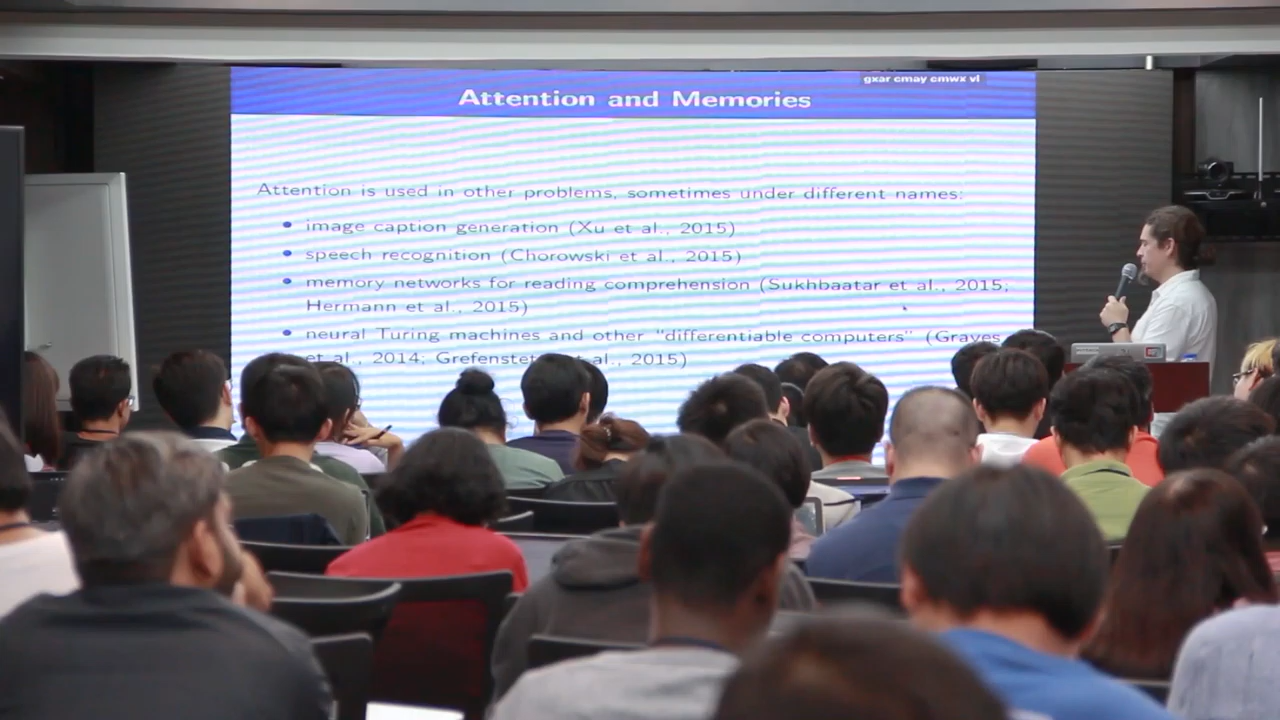 gxar cmay cmwx vl
Attention and Memories
Attention is used in other problems, sometimes under different names:
• image caption generation (Xu et al., 2015)
• speech recognition (Chorowski et al., 2015)
• memory networks for reading comprehension (Sukhbaatar et al., 2015;
Hermann et al., 2015)
• neural Turing machines and other "differentiable computers" (Graves
et al., 2014; al., 2015)